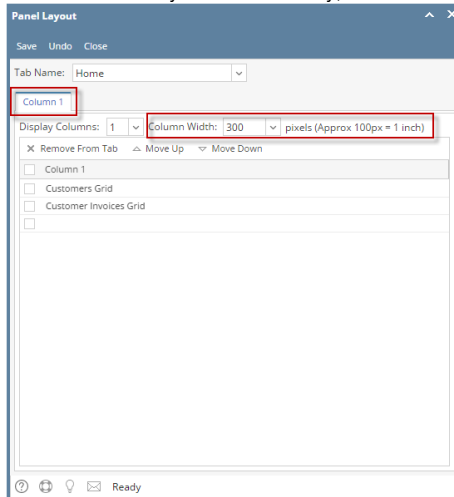 Panel Layout
Save Undo Close
Tab Name: Home
Column 1
Display Columns: 1 Column Width: 300 pixels (Approx 100px = 1 inch)
Remove From Tab Move Up Move Down
Column 1
Customers Grid
Customer Invoices Grid
Ready